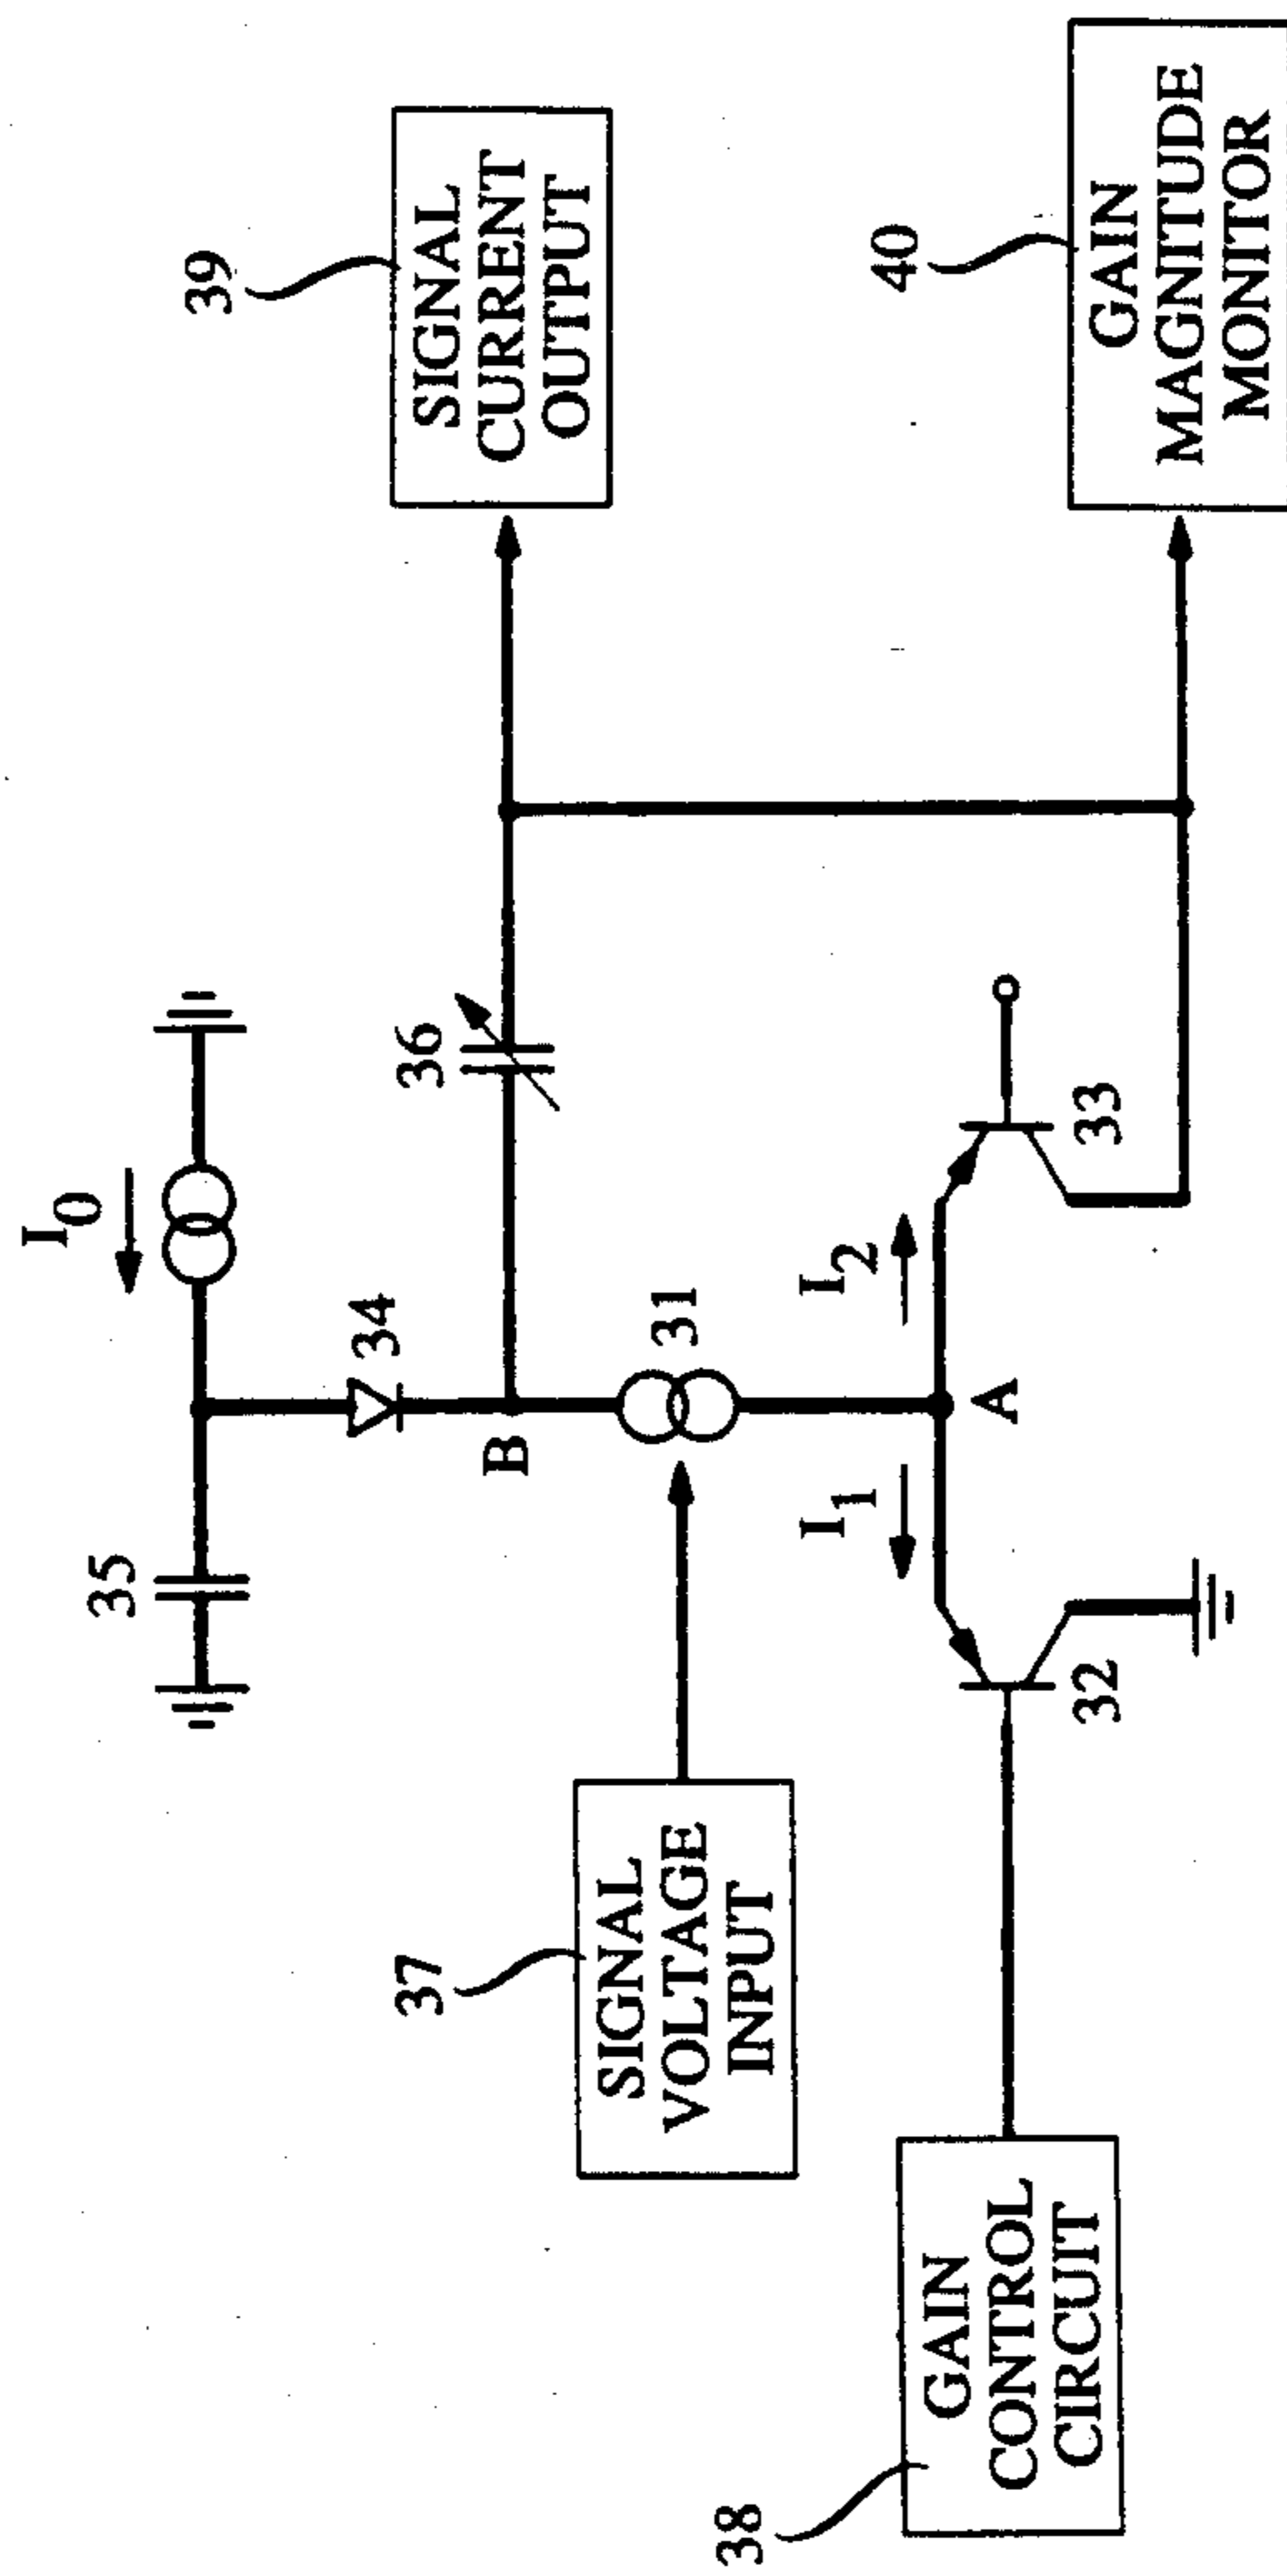 I0
35
34
39
SIGNAL
CURRENT
OUTPUT
36
B
37
SIGNAL
VOLTAGE
INPUT
31
I1
I2
A
40
GAIN
MAGNITUDE
MONITOR
38
GAIN
CONTROL
CIRCUIT
32
33